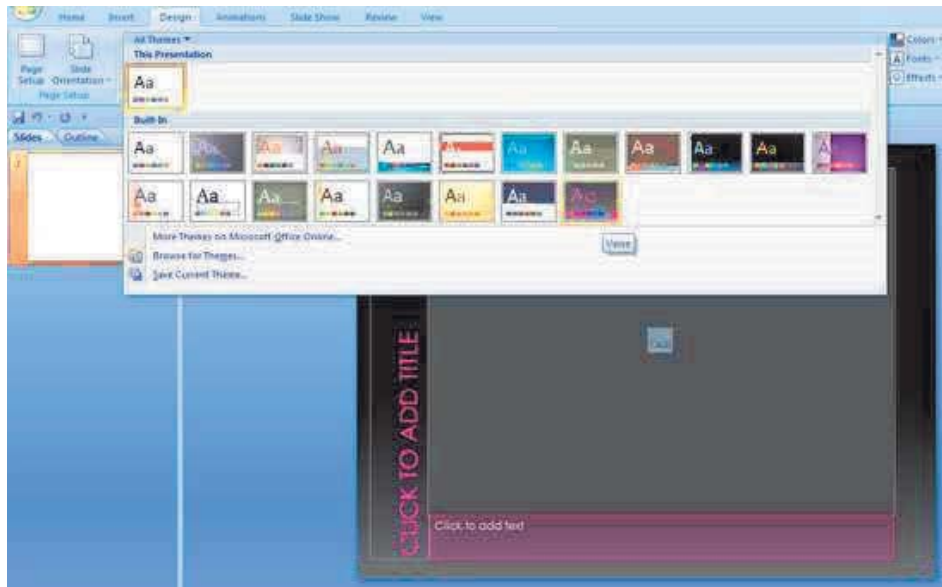 Home Insert Design Animations Slide Show Review View
All Themes
This Presentation
Aa
Page Setup
Slide Orientation
Page Setup
Colors
Fonts
Effects
Built-In
Aa Aa Aa Aa Aa Aa Aa Aa Aa Aa Aa A
Slides Outline
Aa Aa Aa Aa Aa Aa Aa Aa
More Themes on Microsoft Office Online...
Verve
Browse for Themes...
Save Current Theme...
CLICK TO ADD TITLE
Click to add text